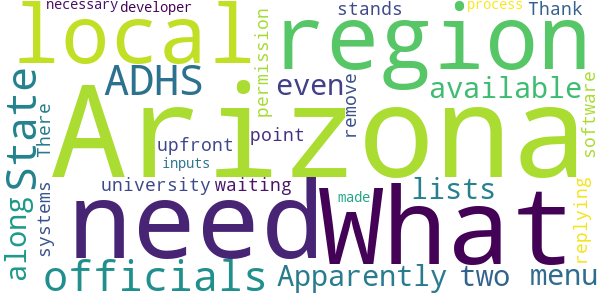 necessary developer process
local region stands Thank
permission
ADHS even available
State Arizona remove software
There
upfront point
inputs
university waiting lists
systems need What made replying
along officials Apparently two menu